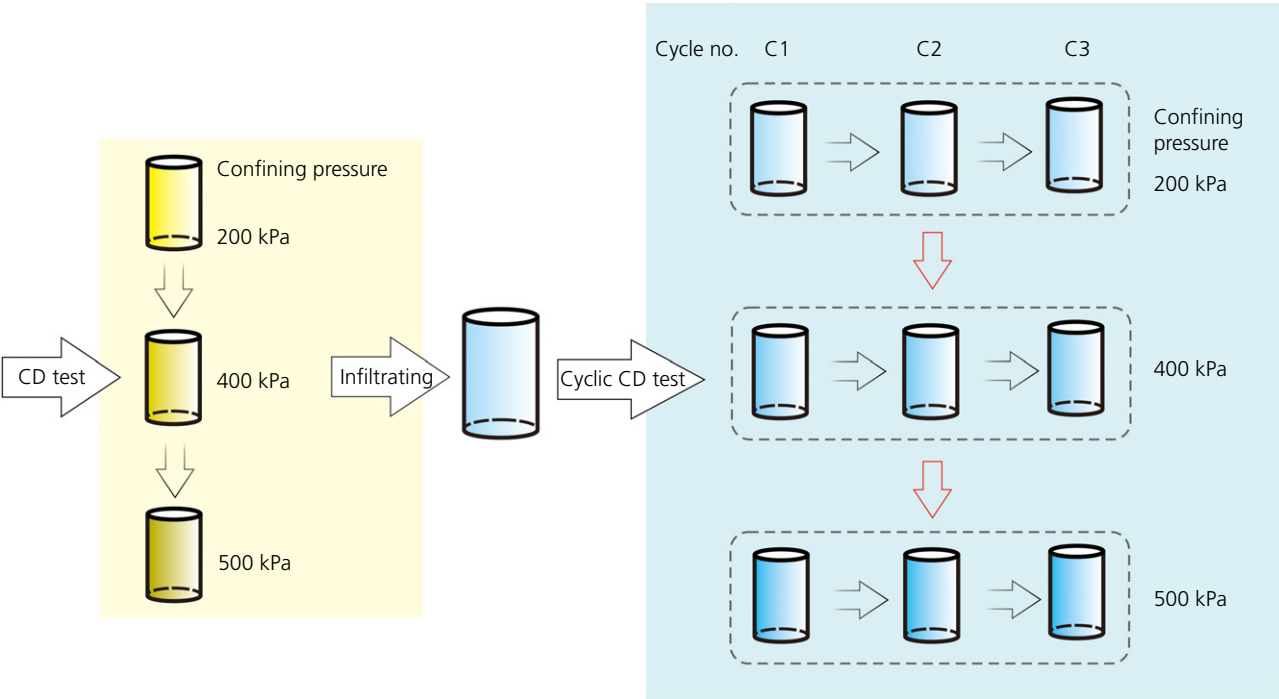 CD test
Confining pressure
200 kPa
400 kPa
500 kPa
Infiltrating
Cyclic CD test
Cycle no. C1 C2 C3
Confining
pressure
200 kPa
400 kPa
500 kPa